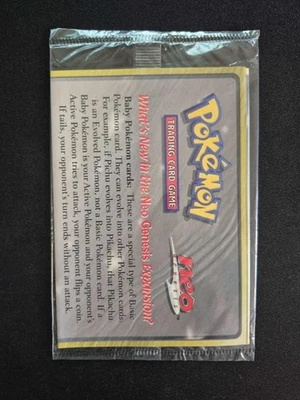 POKÉMON
TRADING CARD GAME
neo
GENESIS
What's New in the Neo Genesis expansion?
Baby Pokémon cards: These are a special type of Basic
Pokémon card. They can evolve into other Pokémon cards.
For example, if Pichu evolves into Pikachu, that Pikachu
is an Evolved Pokémon, not a Basic Pokémon card. If a
Baby Pokémon is your Active Pokémon and your opponent's
Active Pokémon tries to attack, your opponent flips a coin.
If tails, your opponent's turn ends without an attack.